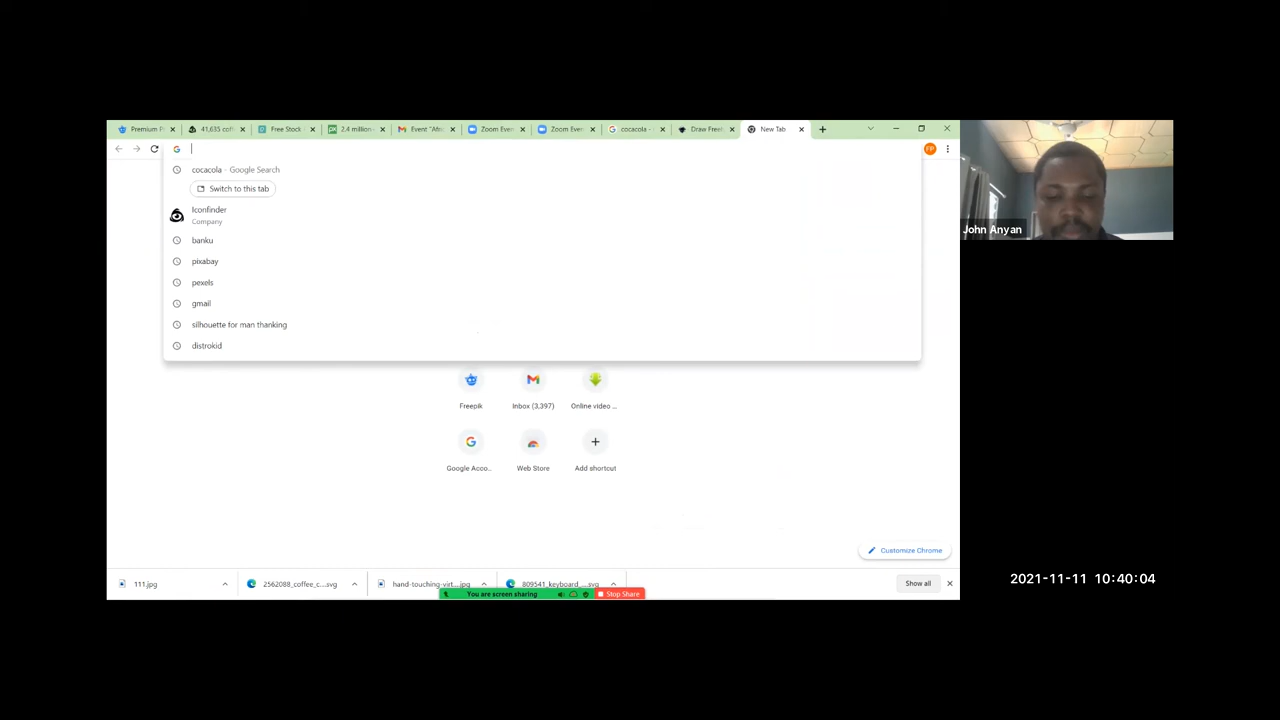 Premium P
41,635 cof
Free Stock
2.4 million
Event "Afri
Zoom Even
Zoom Even
cocacola -
Draw Free
New Tab
cocacola - Google Search
Switch to this tab
Iconfinder
Company
banku
pixabay
pexels
gmail
silhouette for man thanking
distrokid
FP
John Anyan
Freepik
Inbox (3,397)
Online video ...
Google Acco...
Web Store
Add shortcut
Customize Chrome
2021-11-11 10:40:04
111.jpg
2562088_coffee_c....svg
hand-touching-virt....jpg
809541_keyboard_....svg
Show all
You are screen sharing
Stop Share